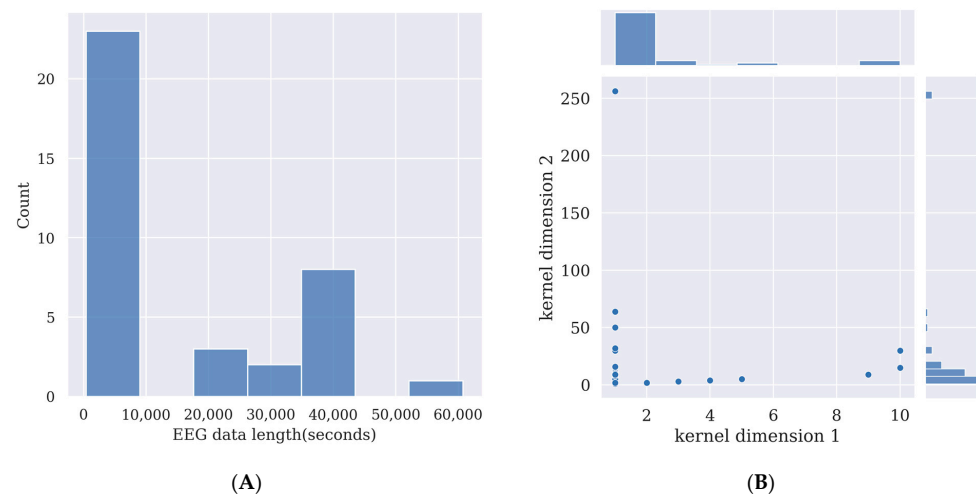 20
15
10
5
0
Count
0 10,000 20,000 30,000 40,000 50,000 60,000
EEG data length(seconds)
(A)
250
200
150
100
50
0
kernel dimension 2
2 4 6 8 10
kernel dimension 1
(B)